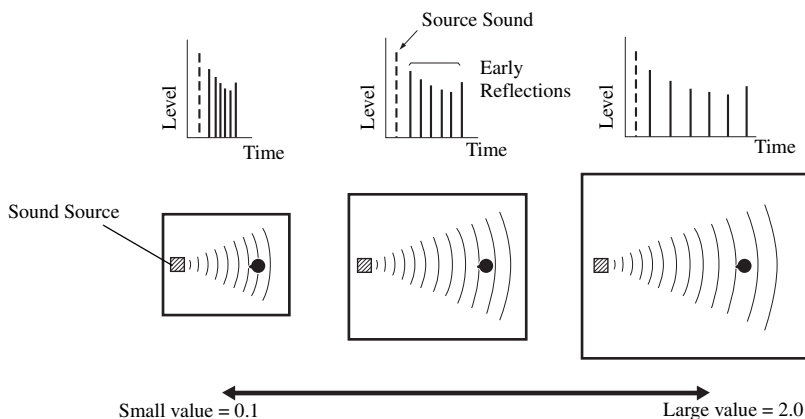 Source Sound
Level
Time
Level
Early
Reflections
Time
Level
Time
Sound Source
Small value = 0.1
Large value = 2.0